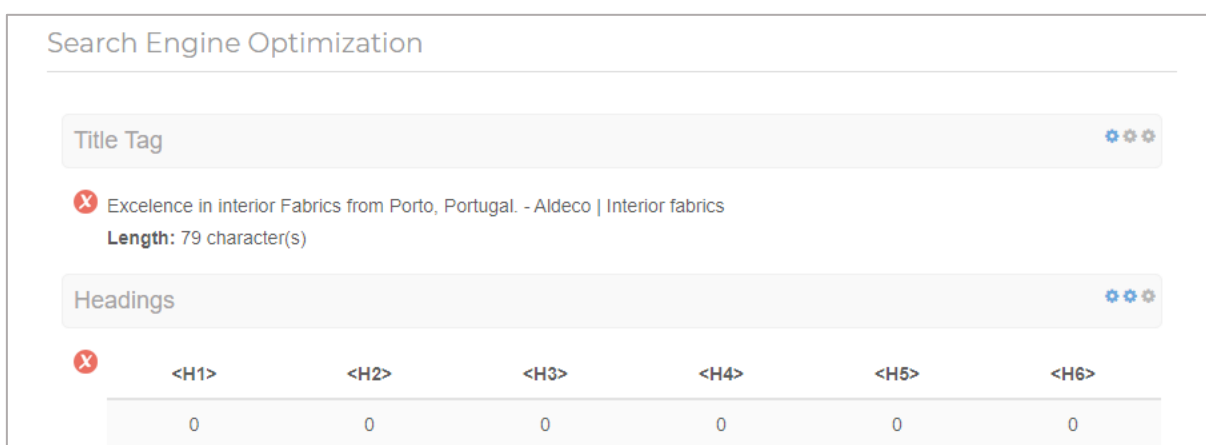 Search Engine Optimization
Title Tag
Excelence in interior Fabrics from Porto, Portugal. - Aldeco | Interior fabrics
Length: 79 character(s)
Headings
<H1> <H2> <H3> <H4> <H5> <H6>
0 0 0 0 0 0